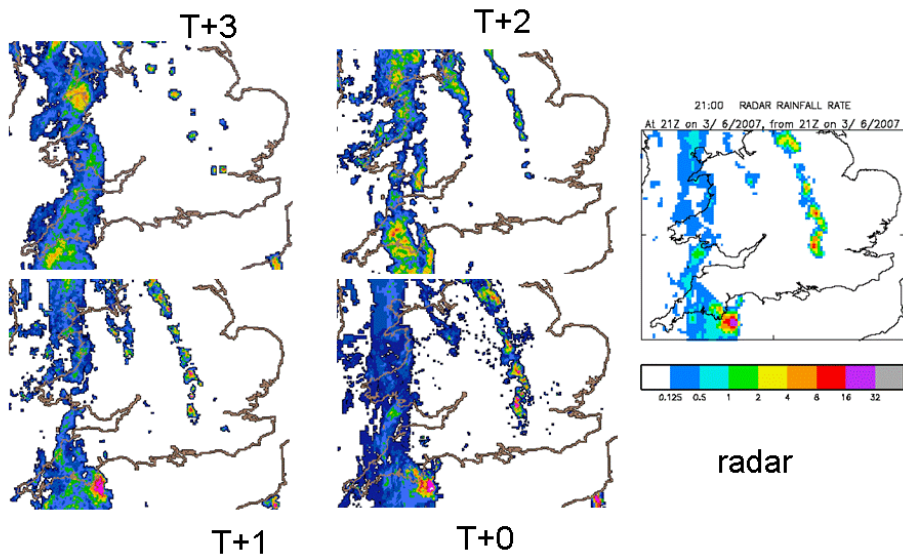 T+3
T+2
21:00 RADAR RAINFALL RATE
At 21Z on 3/ 6/2007, from 21Z on 3/ 6/2007
0.125 0.5 1 2 4 8 16 32
radar
T+1
T+0